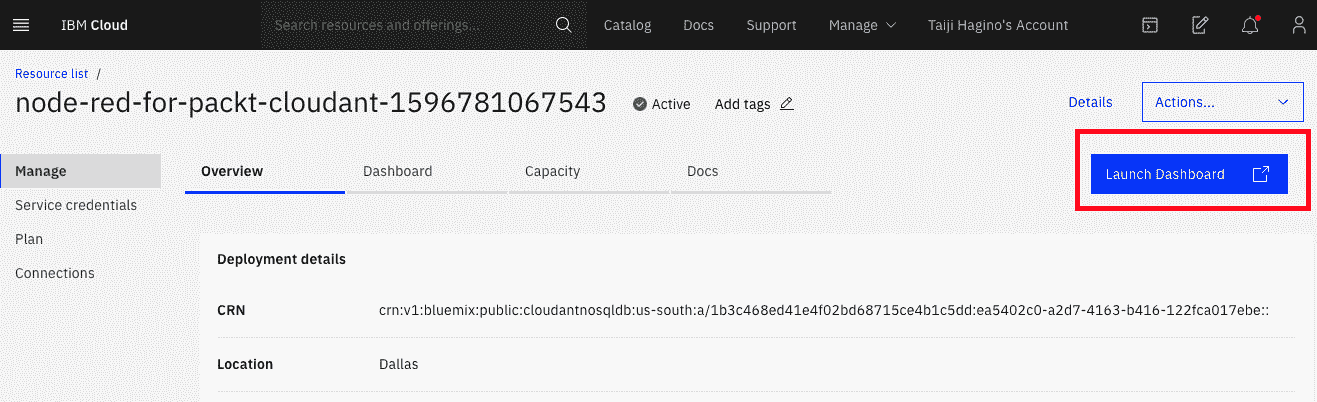 IBM Cloud Search resources and offerings... Catalog Docs Support Manage Taiji Hagino's Account
Resource list /
node-red-for-packt-cloudant-1596781067543 Active Add tags Details Actions...
Manage Overview Dashboard Capacity Docs Launch Dashboard
Service credentials
Plan
Connections
Deployment details
CRN crn:v1:bluemix:public:cloudantnosqldb:us-south:a/1b3c468ed41e4f02bd68715ce4b1c5dd:ea5402c0-a2d7-4163-b416-122fca017ebe::
Location Dallas